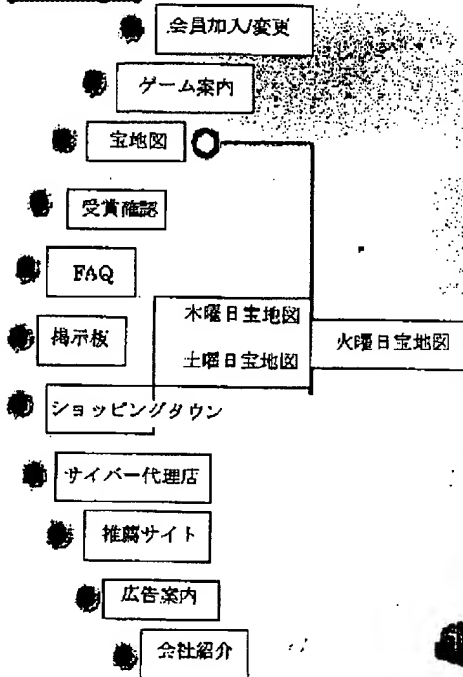 会員加入/変更
ゲーム案内
宝地図
受賞確認
FAQ
木曜日宝地図
土曜日宝地図
火曜日宝地図
掲示板
ショッピングタウン
サイバー代理店
推薦サイト
広告案内
会社紹介